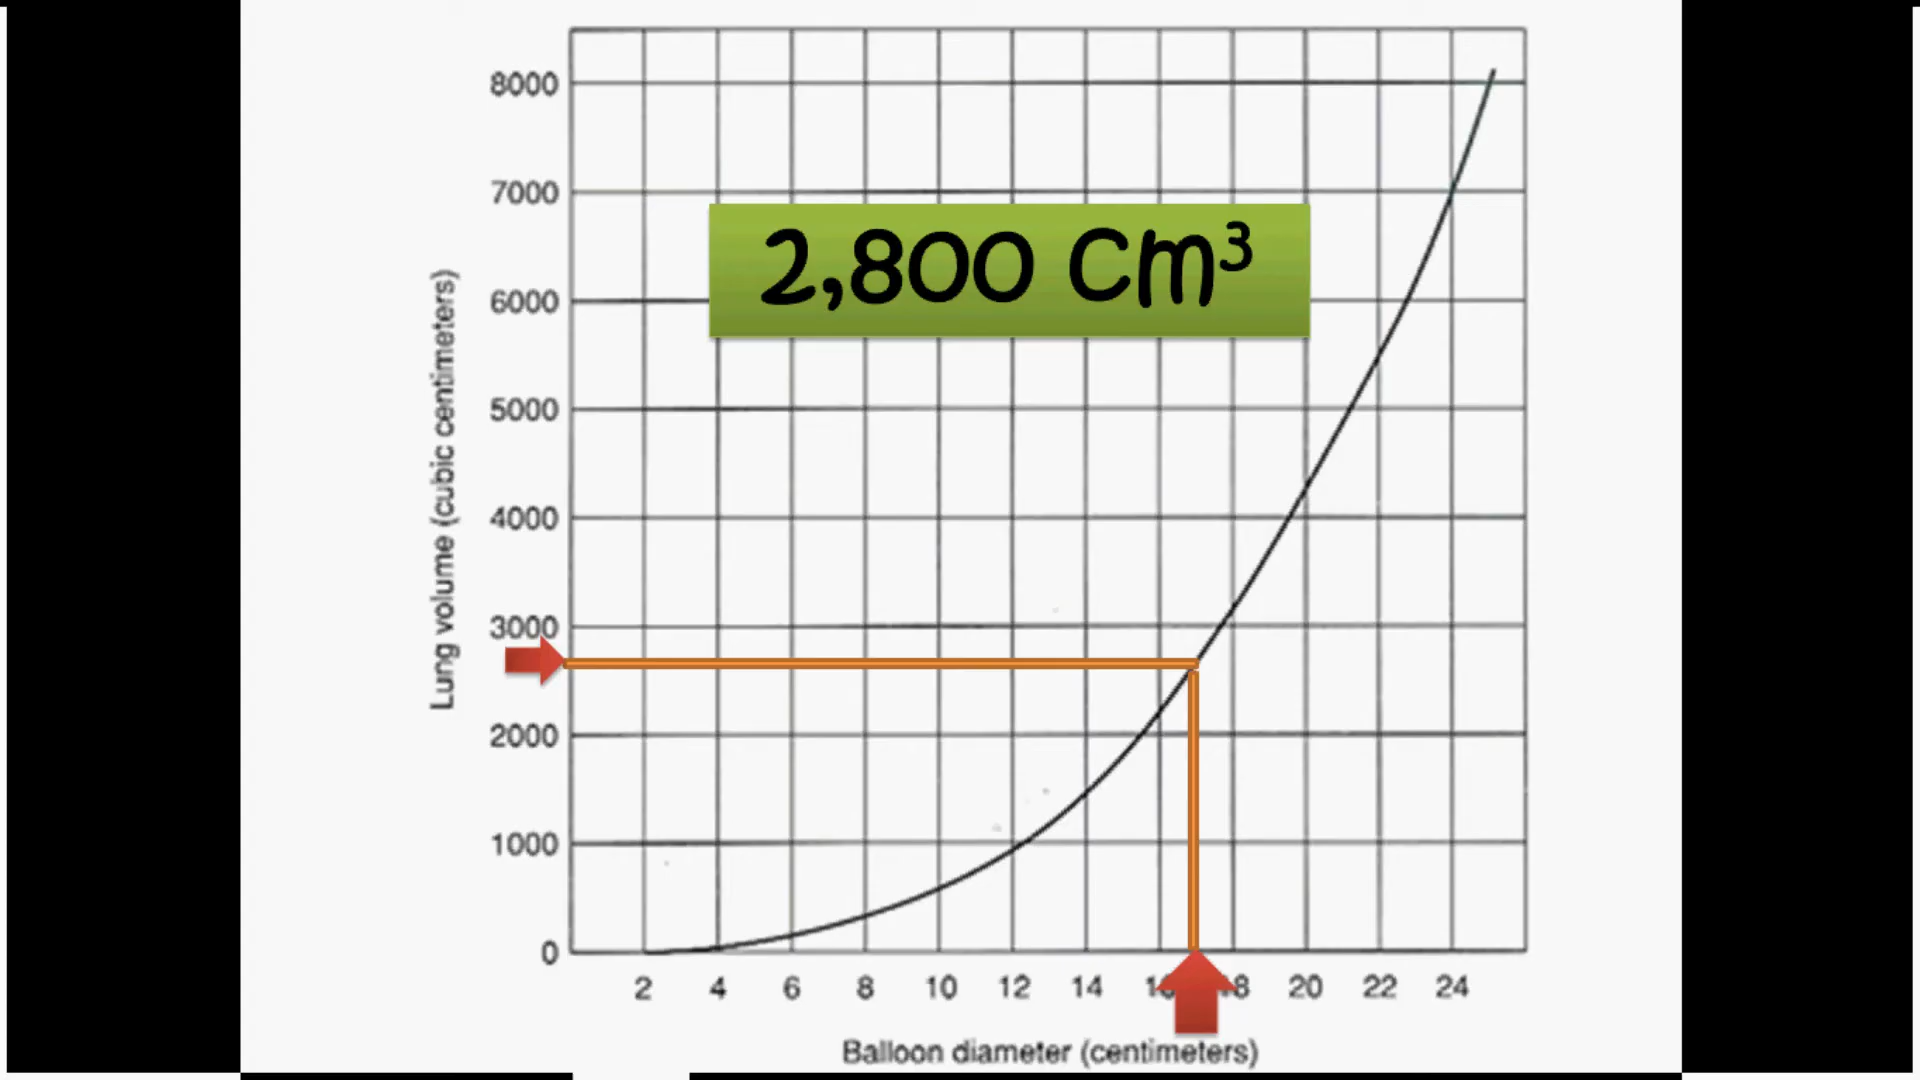 8000
7000
2,800 Cm³
6000
5000
4000
3000
2000
1000
0
Lung volume (cubic centimeters)
2 4 6 8 10 12 14 20 22 24
Balloon diameter (centimeters)